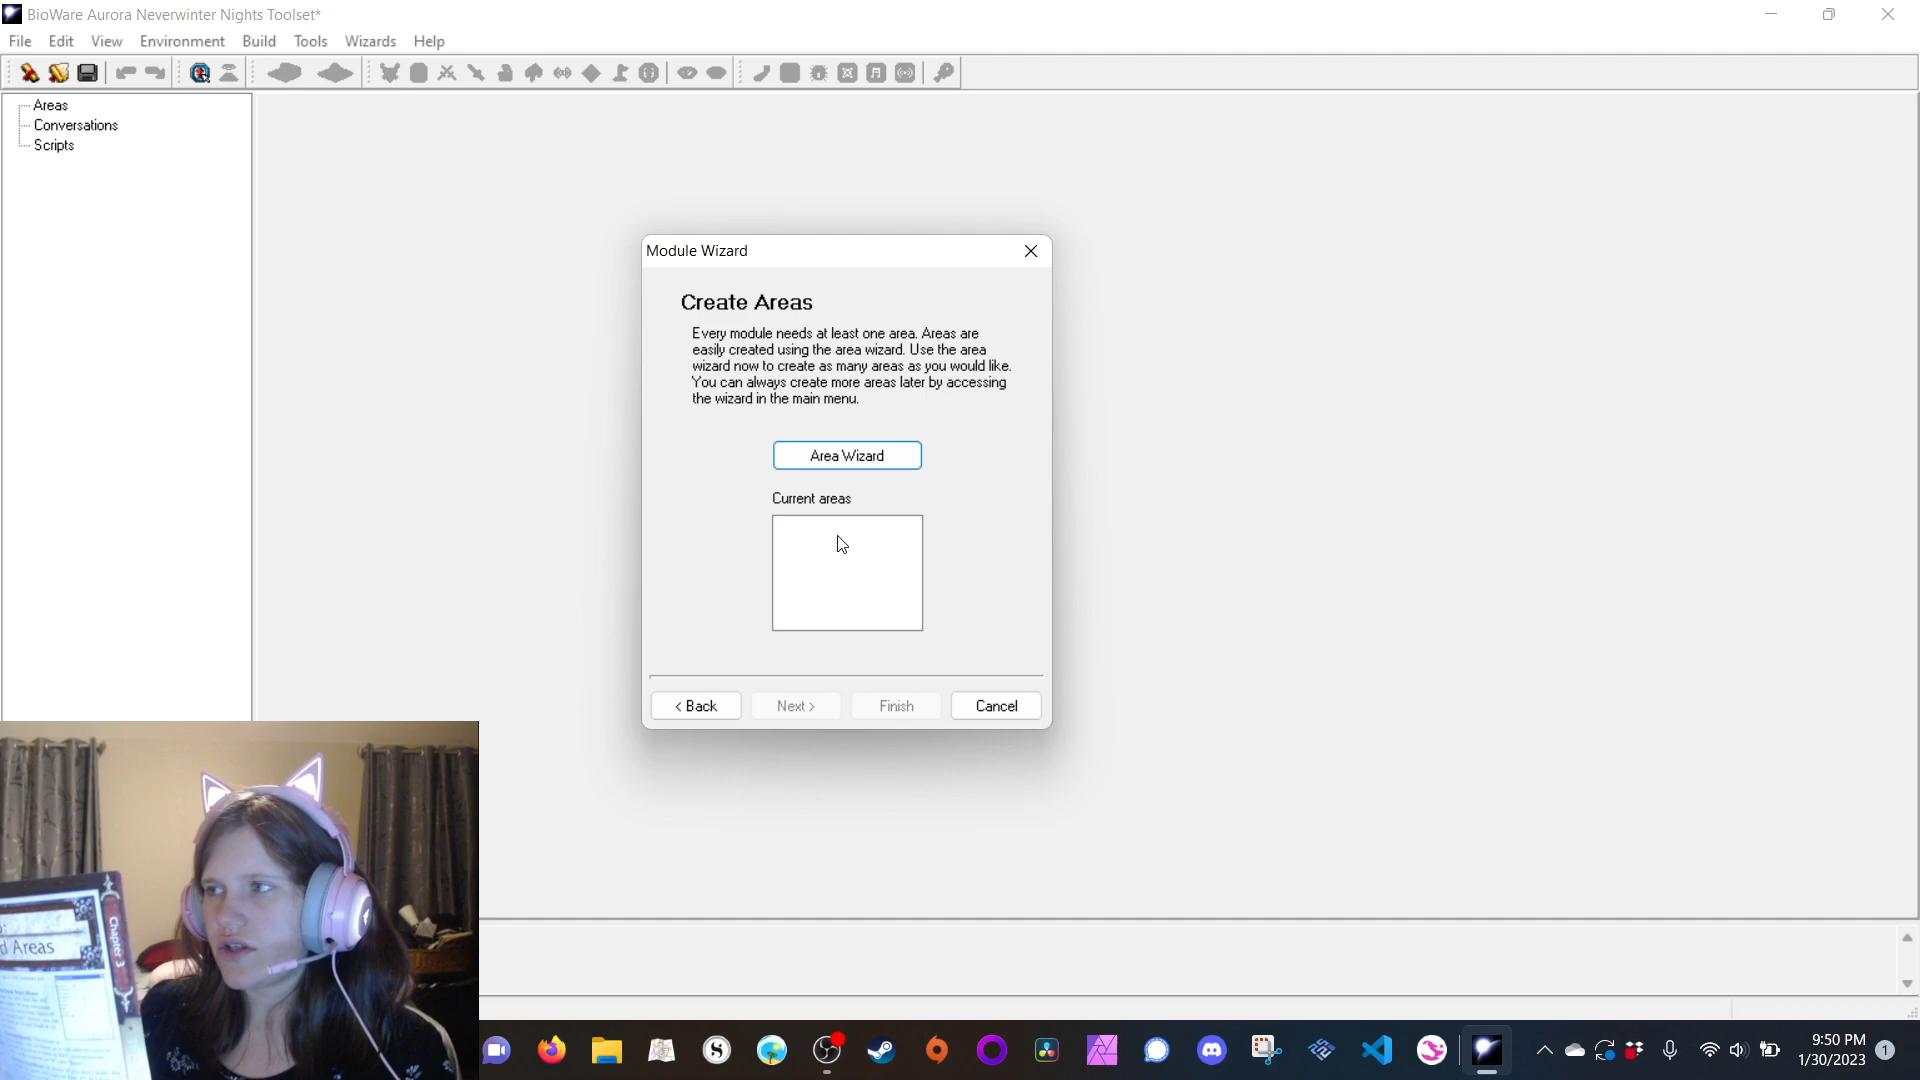 BioWare Aurora Neverwinter Nights Toolset*
File Edit View Environment Build Tools Wizards Help
Areas
Conversations
Scripts
Module Wizard
Create Areas
Every module needs at least one area. Areas are
easily created using the area wizard. Use the area
wizard now to create as many areas as you would like.
You can always create more areas later by accessing
the wizard in the main menu.
Area Wizard
Current areas
< Back Next > Finish Cancel
Chapter 3
d Areas
9:50 PM
1/30/2023
1